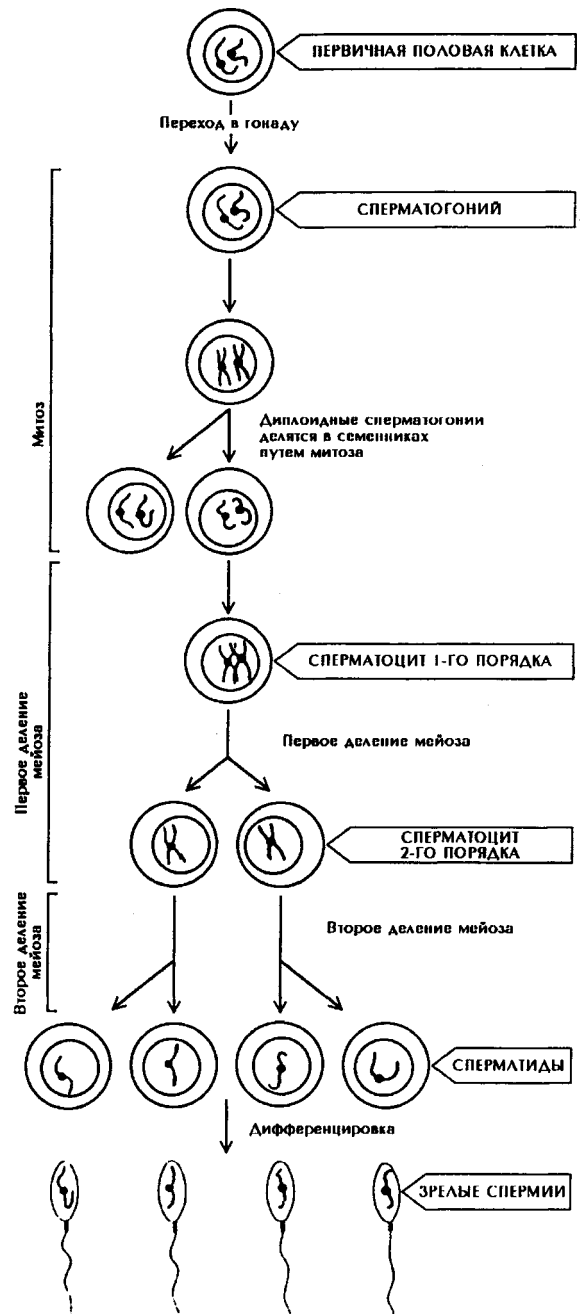 ПЕРВИЧНАЯ ПОЛОВАЯ КЛЕТКА
Переход в гонаду
СПЕРМАТОГОНИЙ
Митоз
Диплоидные сперматогонии
делятся в семенниках
путем митоза
СПЕРМАТОЦИТ 1-ГО ПОРЯДКА
Первое деление
мейоза
Первое деление мейоза
СПЕРМАТОЦИТ
2-ГО ПОРЯДКА
Второе деление
мейоза
Второе деление мейоза
СПЕРМАТИДЫ
Дифференцировка
ЗРЕЛЫЕ СПЕРМИИ